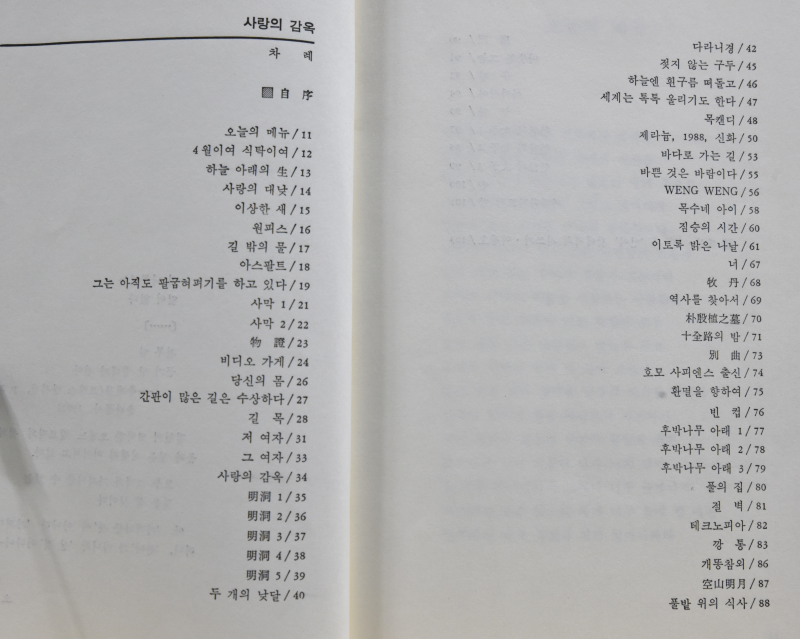 사랑의 감옥
차 례
▨ 自 序
오늘의 메뉴/11
4월이여 식탁이여/12
하늘 아래의 生/13
사랑의 대낮/14
이상한 새/15
원피스/16
길 밖의 물/17
아스팔트/18
그는 아직도 팔굽혀펴기를 하고 있다/19
사막 1/21
사막 2/22
物 證/23
비디오 가게/24
당신의 몸/26
간판이 많은 길은 수상하다/27
길 목/28
저 여자/31
그 여자/33
사랑의 감옥/34
明洞 1/35
明洞 2/36
明洞 3/37
明洞 4/38
明洞 5/39
두 개의 낮달/40
다라니경/42
젖지 않는 구두/45
하늘엔 흰구름 떠돌고/46
세계는 톡톡 울리기도 한다/47
목캔디/48
제라늄, 1988, 신화/50
바다로 가는 길/53
바쁜 것은 바람이다/55
WENG WENG/56
목수네 아이/58
짐승의 시간/60
이토록 밝은 나날/61
너/67
牧 丹/68
역사를 찾아서/69
朴殷植之墓/70
十全路의 밤/71
別 曲/73
호모 사피엔스 출신/74
환멸을 향하여/75
빈 컵/76
후박나무 아래 1/77
후박나무 아래 2/78
후박나무 아래 3/79
풀의 집/80
절 벽/81
테크노피아/82
깡 통/83
개똥참외/86
空山明月/87
풀밭 위의 식사/88